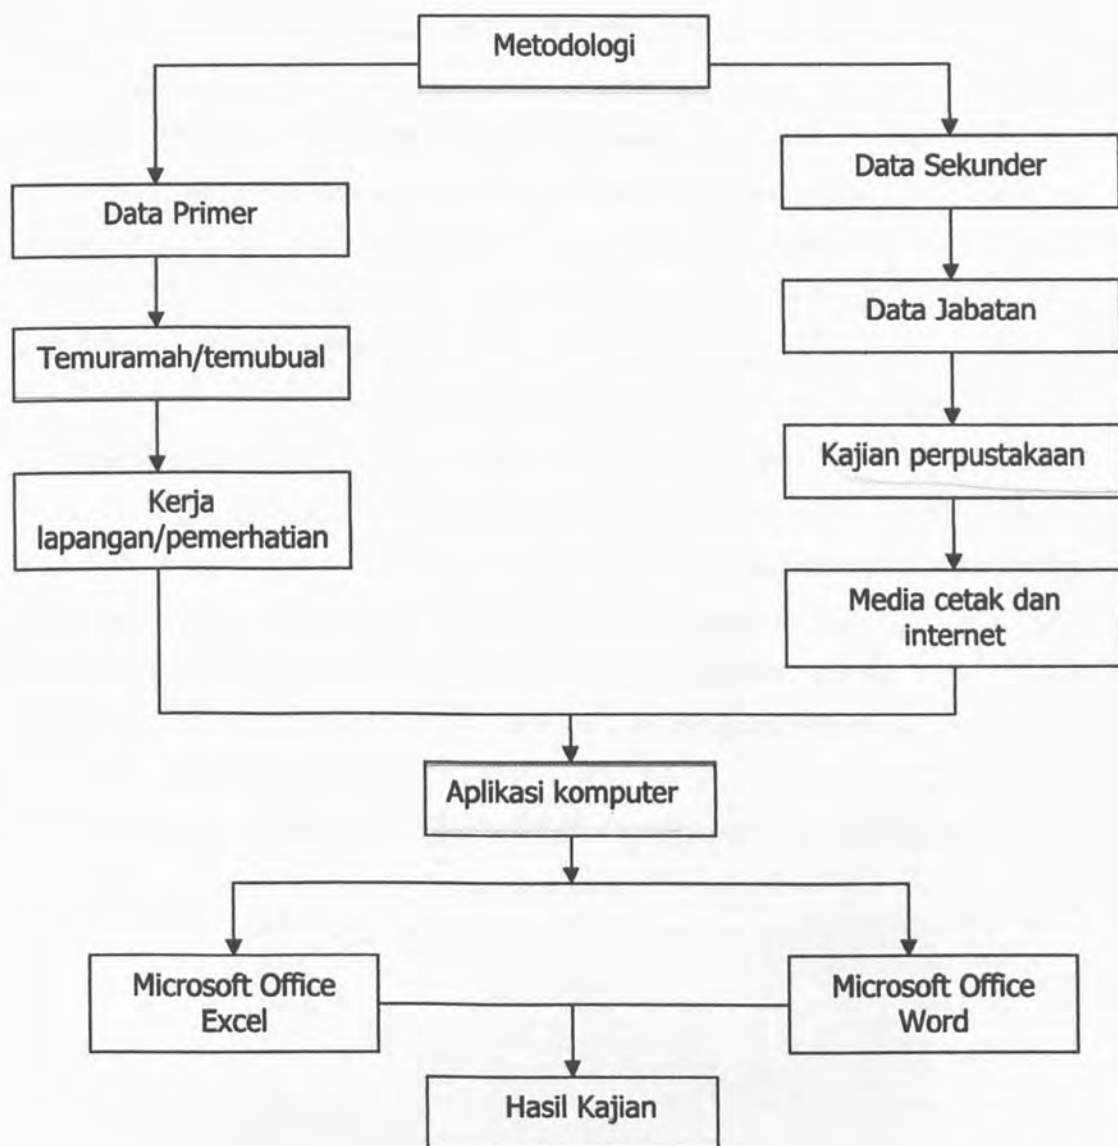 Metodologi
Data Primer
Temuramah/temubual
Kerja
lapangan/pemerhatian
Data Sekunder
Data Jabatan
Kajian perpustakaan
Media cetak dan
internet
Aplikasi komputer
Microsoft Office
Excel
Microsoft Office
Word
Hasil Kajian